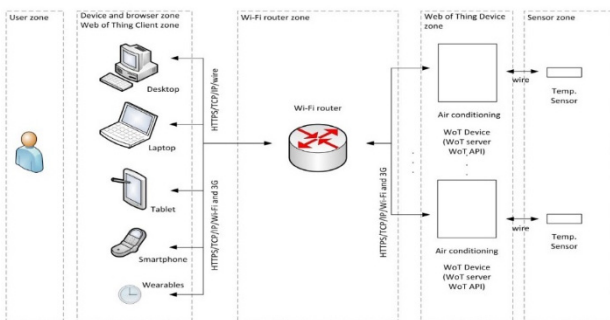 User zone
Device and browser zone
Web of Thing Client zone
Wi-Fi router zone
Web of Thing Device
zone
Sensor zone
Desktop
HTTPS/TCP/IP/wire
Laptop
Tablet
HTTPS/TCP/IP/Wi-Fi and 3G
Smartphone
Wearables
Wi-Fi router
HTTPS/TCP/IP/Wi-Fi and 3G
Air conditioning
WoT Device
(WoT server
WoT API)
wire
Temp.
Sensor
Air conditioning
WoT Device
(WoT server
WoT API)
wire
Temp.
Sensor